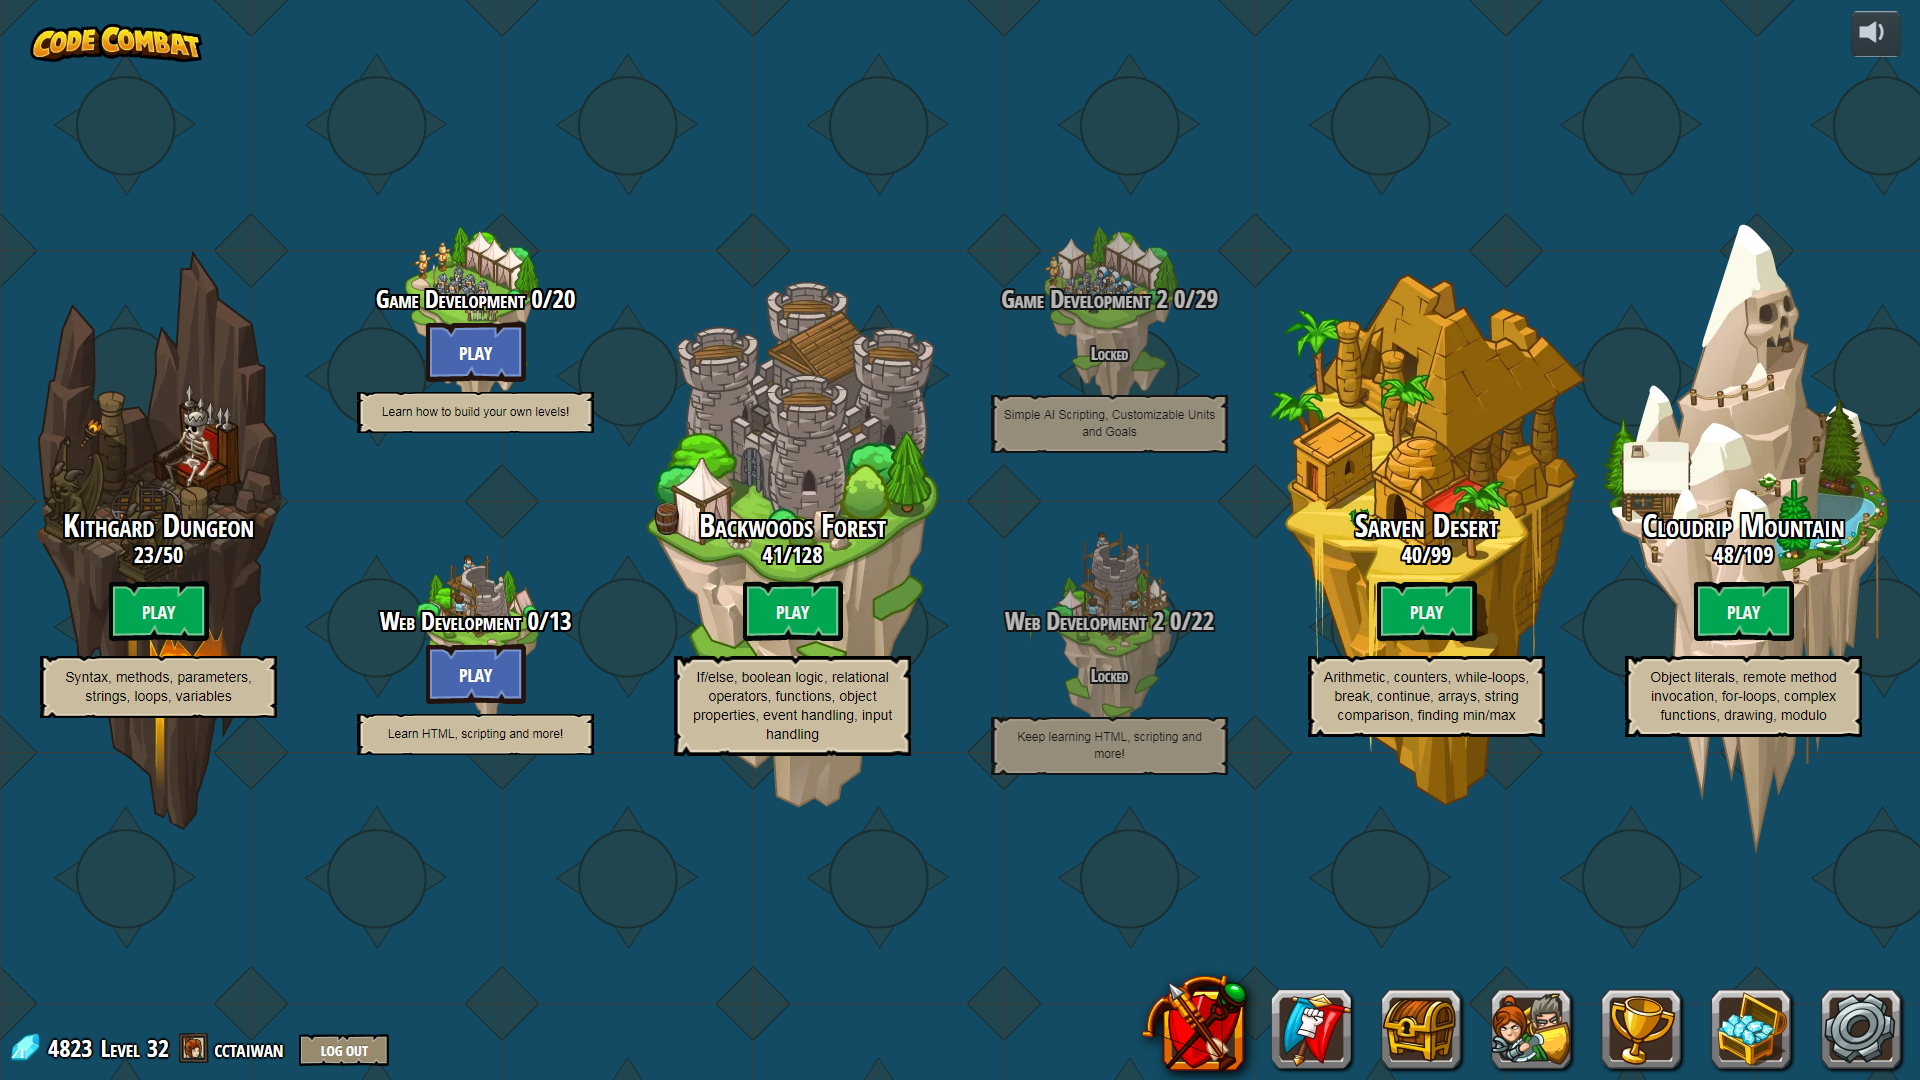 CODE COMBAT
Game Development 0/20
PLAY
Learn how to build your own levels!
Game Development 2 0/29
Locked
Simple AI Scripting, Customizable Units
and Goals
Kithgard Dungeon
23/50
PLAY
Syntax, methods, parameters,
strings, loops, variables
Web Development 0/13
PLAY
Learn HTML, scripting and more!
Backwoods Forest
41/128
PLAY
If/else, boolean logic, relational
operators, functions, object
properties, event handling, input
handling
Web Development 2 0/22
Locked
Keep learning HTML, scripting and
more!
Sarven Desert
40/99
PLAY
Arithmetic, counters, while-loops,
break, continue, arrays, string
comparison, finding min/max
Cloudrip Mountain
48/109
PLAY
Object literals, remote method
invocation, for-loops, complex
functions, drawing, modulo
4823 Level 32 cctaiwan LOG OUT